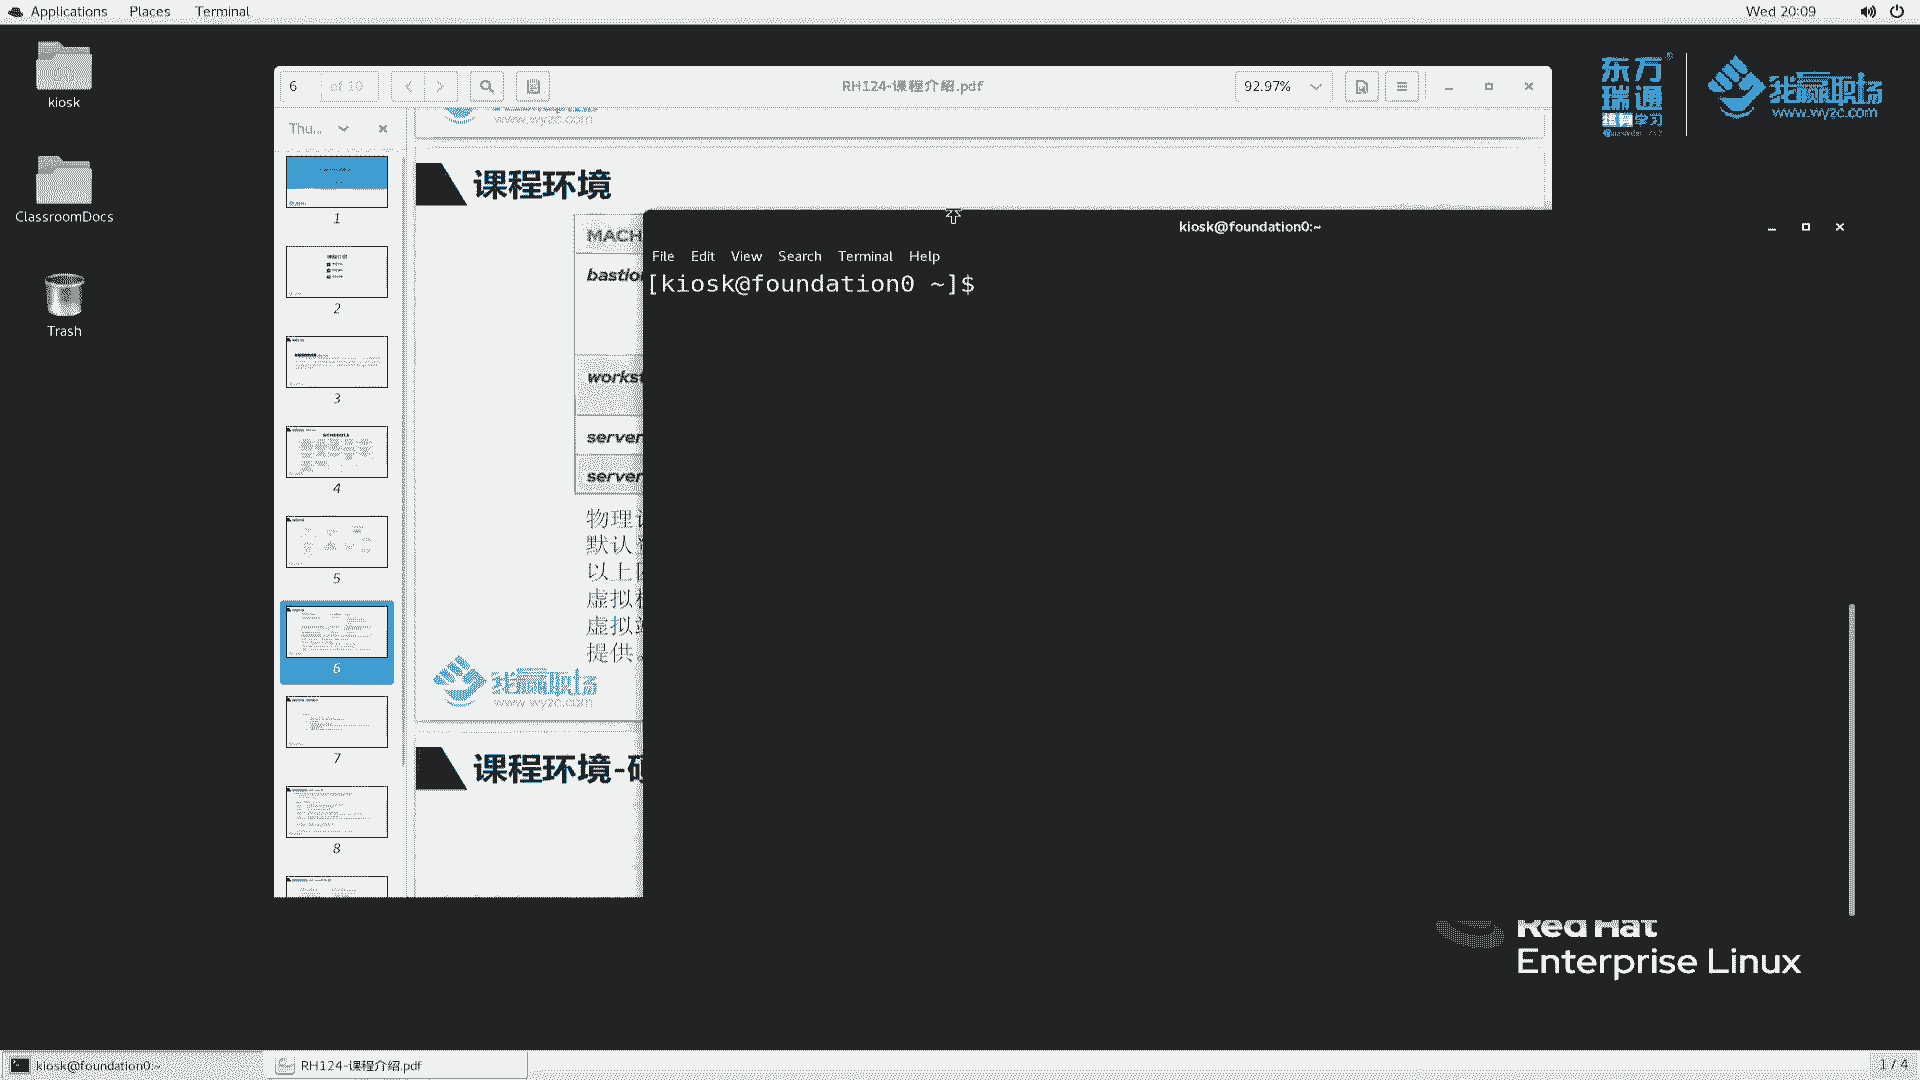 Applications Places Terminal Wed 20:09
kiosk
ClassroomDocs
Trash
东方瑞通
学习
我赢职场
www.wyzc.com
6 of 10 RH124-课程介绍.pdf 92.97%
Thu...
1
2
3
4
5
6
7
8
www.wyzc.com
课程环境
MACH
bastio
works
server
server
物理
默认
以上
虚拟
虚拟
提供。
我赢职场
www.wyzc.com
课程环境-
kiosk@foundation0:~
File Edit View Search Terminal Help
[kiosk@foundation0 ~]$
Red Hat
Enterprise Linux
kiosk@foundation0:~ RH124-课程介绍.pdf 1 / 4